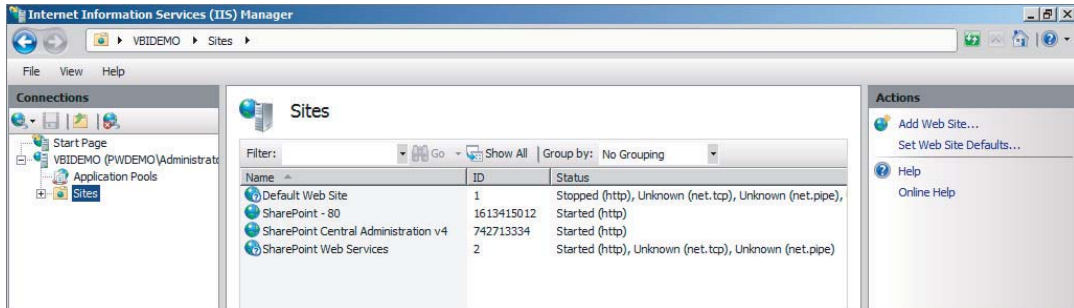 Internet Information Services (IIS) Manager
VBIDEMO Sites
File View Help
Connections
Start Page
VBIDEMO (PWDEMO\Administrato
Application Pools
Sites
Sites
Filter: Go Show All Group by: No Grouping
Name ID Status
Default Web Site 1 Stopped (http), Unknown (net.tcp), Unknown (net.pipe),
SharePoint - 80 1613415012 Started (http)
SharePoint Central Administration v4 742713334 Started (http)
SharePoint Web Services 2 Started (http), Unknown (net.tcp), Unknown (net.pipe)
Actions
Add Web Site...
Set Web Site Defaults...
Help
Online Help